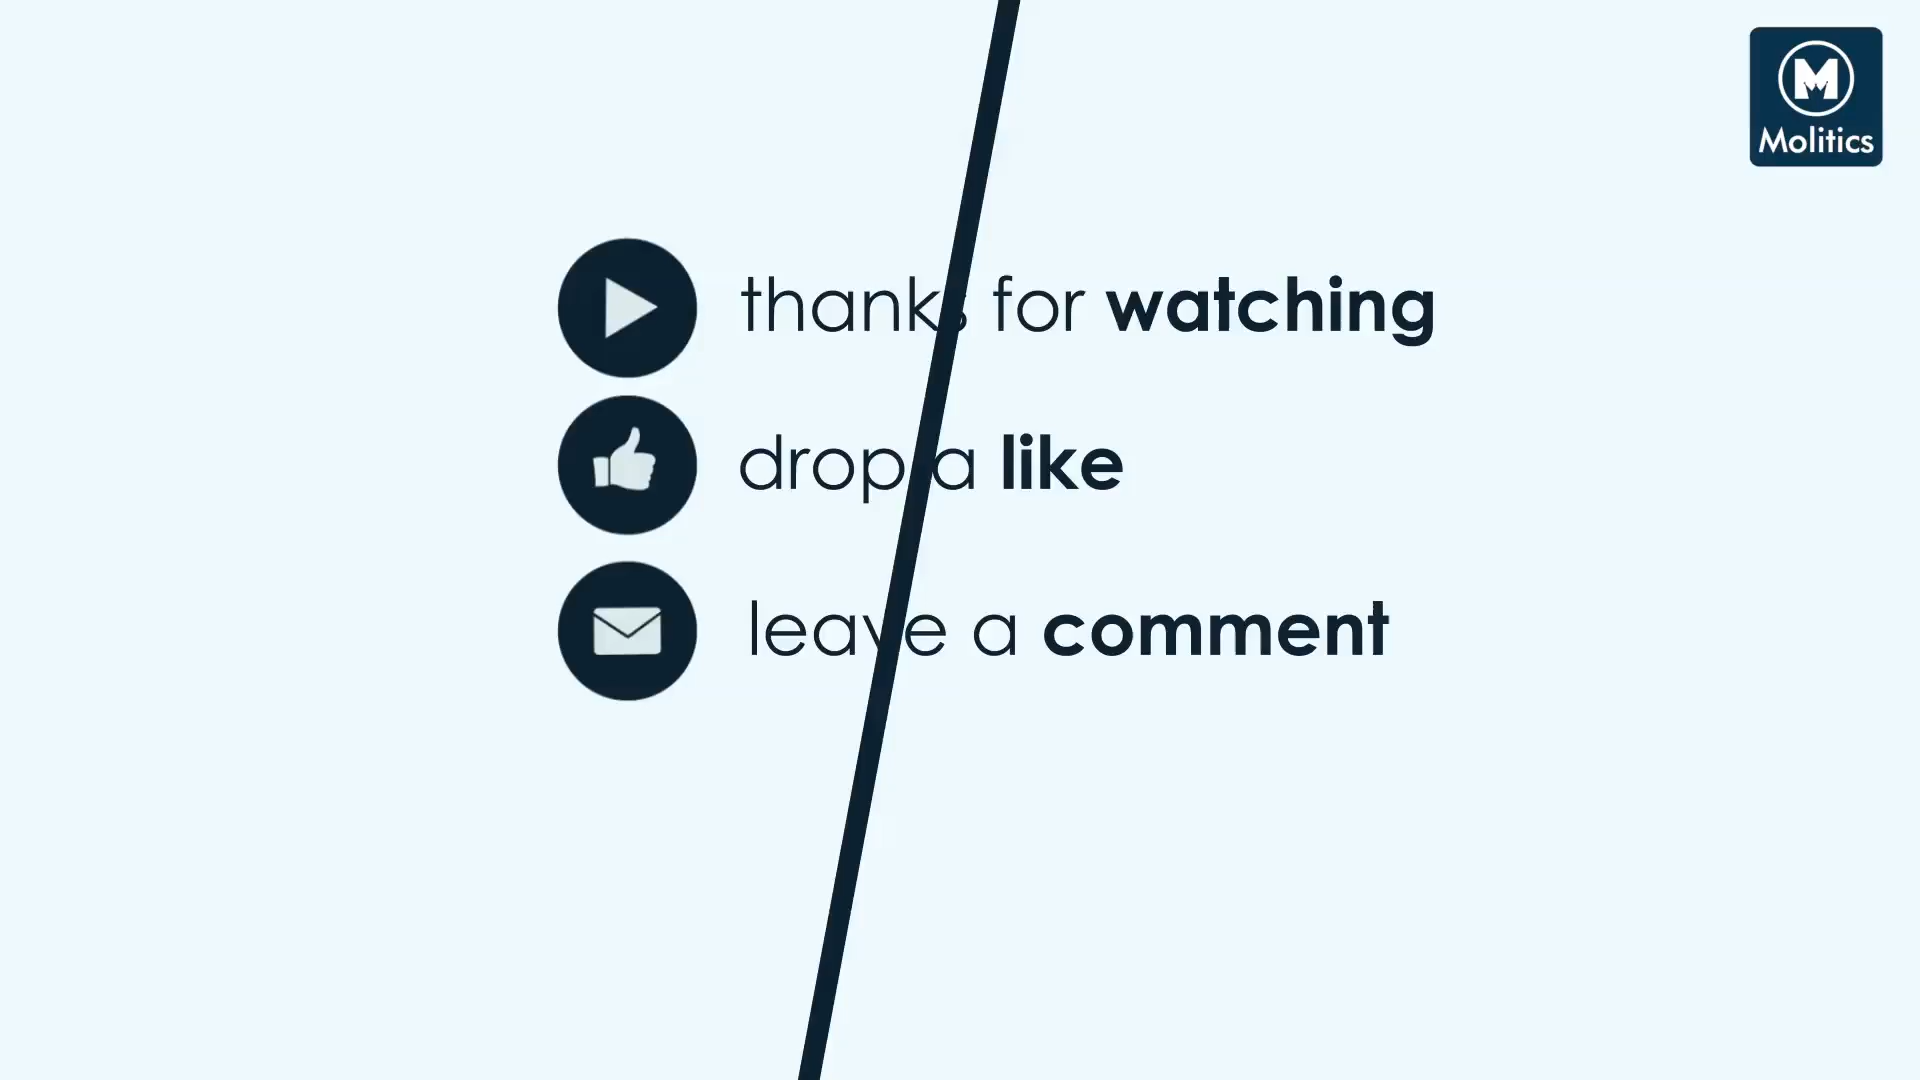 Molitics
thanks for watching
drop a like
leave a comment